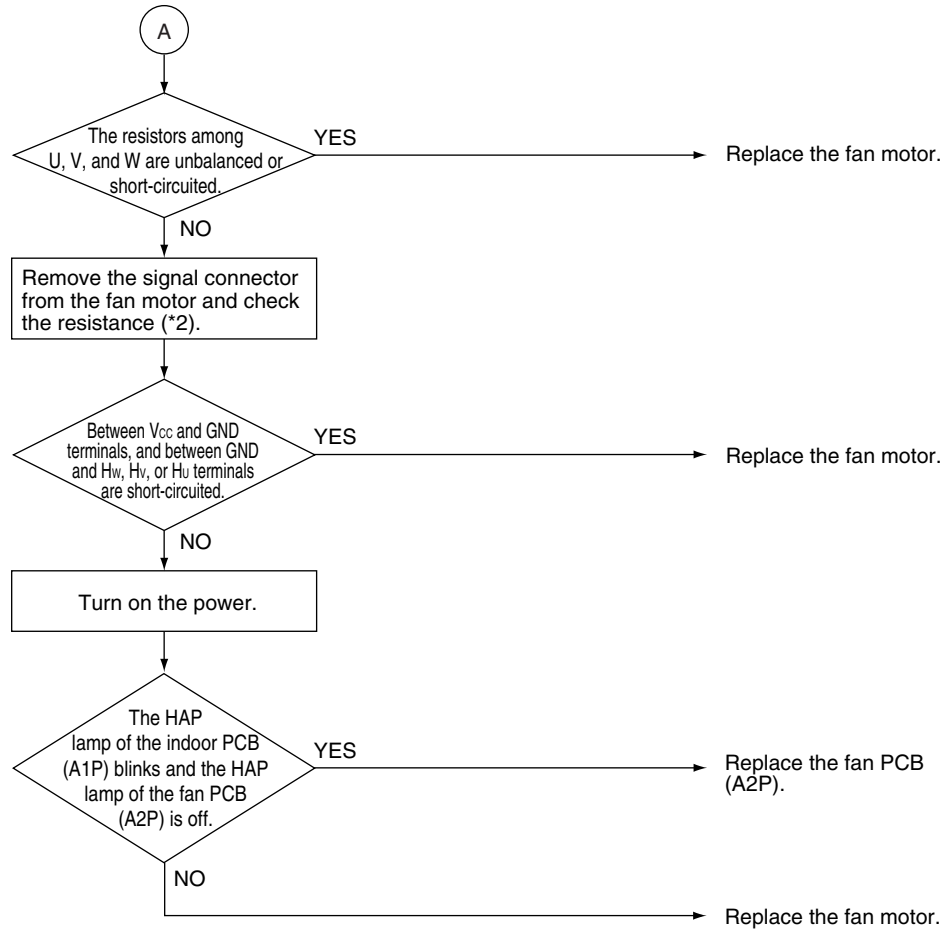 A
The resistors among
U, V, and W are unbalanced or
short-circuited.
YES
Replace the fan motor.
NO
Remove the signal connector
from the fan motor and check
the resistance (*2).
Between Vcc and GND
terminals, and between GND
and Hw, Hv, or Hu terminals
are short-circuited.
YES
Replace the fan motor.
NO
Turn on the power.
The HAP
lamp of the indoor PCB
(A1P) blinks and the HAP
lamp of the fan PCB
(A2P) is off.
YES
Replace the fan PCB
(A2P).
NO
Replace the fan motor.